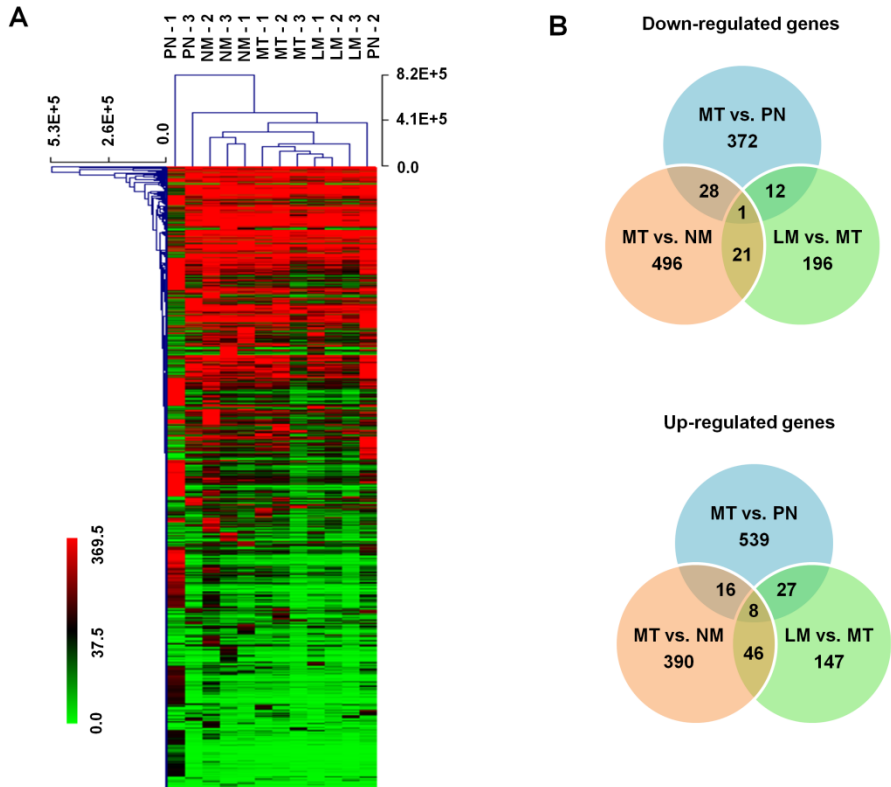 A
PN - 1
PN - 3
NM - 2
NM - 3
NM - 1
MT - 1
MT - 2
MT - 3
LM - 1
LM - 2
LM - 3
PN - 2
8.2E+5
4.1E+5
0.0
5.3E+5
2.6E+5
0.0
369.5
37.5
0.0
B
Down-regulated genes
MT vs. PN
372
28
12
1
MT vs. NM
LM vs. MT
496
21
196
Up-regulated genes
MT vs. PN
539
16
27
8
MT vs. NM
LM vs. MT
390
46
147